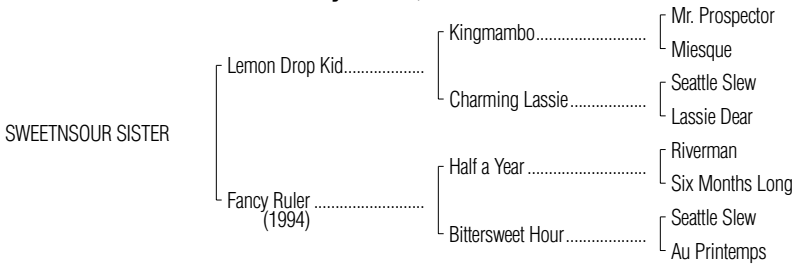 Mr. Prospector
Kingmambo........................
Miesque
Lemon Drop Kid...................
Seattle Slew
Charming Lassie..................
Lassie Dear
SWEETNSOUR SISTER
Riverman
Half a Year ..........................
Six Months Long
Fancy Ruler ..........................
(1994)
Seattle Slew
Bittersweet Hour...................
Au Printemps